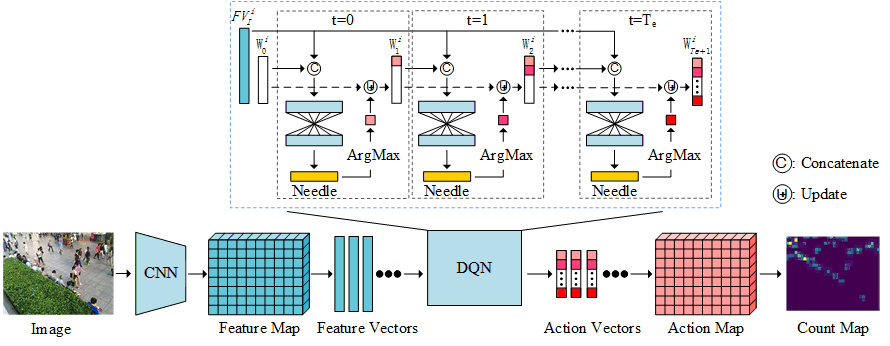 FV_I^i
t=0
t=1
t=T_e
W_0^i
W_1^i
W_2^i
W_{Te+1}^i
C
C
C
U
U
U
ArgMax
ArgMax
ArgMax
Needle
Needle
Needle
C : Concatenate
U : Update
CNN
DQN
Image
Feature Map
Feature Vectors
Action Vectors
Action Map
Count Map